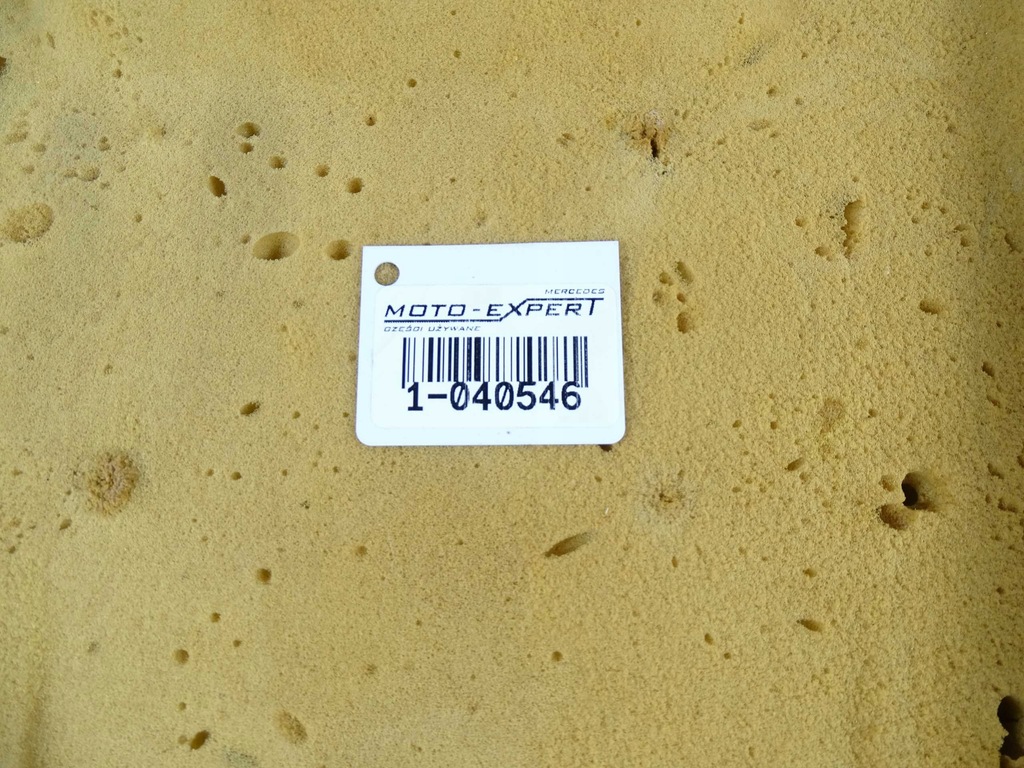 MERCEDES
MOTO-EXPERT
CZĘŚCI UŻYWANE
1-040546